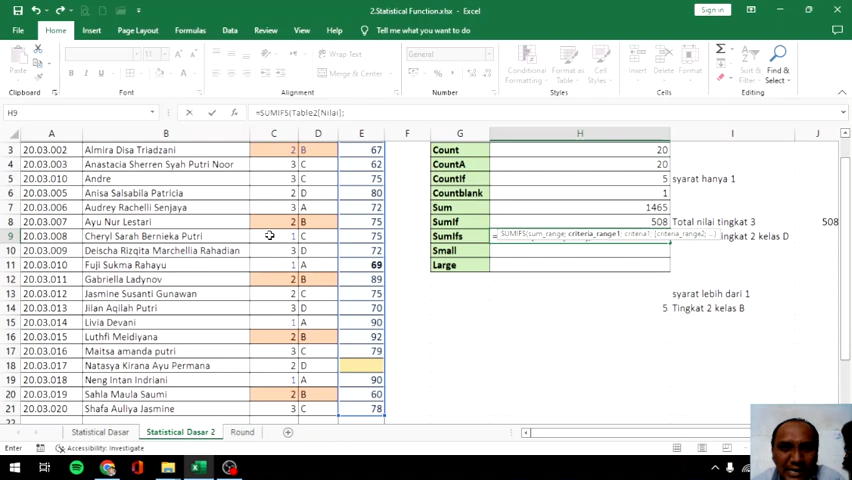 2.Statistical Function.xlsx - Excel
Sign in
File Home Insert Page Layout Formulas Data Review View Help Tell me what you want to do
Paste
11
Wrap Text
Merge & Center
General
Conditional Formatting
Format as Table
Cell Styles
Insert Delete Format
Sort & Filter
Find & Select
Clipboard Font Alignment Number Styles Cells Editing
H9 =SUMIFS(Table2[Nilai];
A B C D E F G H I J
3 20.03.002 Almira Disa Triadzani 2 B 67 Count 20
4 20.03.003 Anastacia Sherren Syah Putri Noor 3 C 62 CountA 20
5 20.03.010 Andre 3 C 75 CountIf 5 syarat hanya 1
6 20.03.005 Anisa Salsabila Patricia 2 D 80 Countblank 1
7 20.03.006 Audrey Rachelli Senjaya 3 A 72 Sum 1465
8 20.03.007 Ayu Nur Lestari 2 B 75 SumIf 508 Total nilai tingkat 3 508
9 20.03.008 Cheryl Sarah Bernieka Putri 1 C 75 SumIfs = SUMIFS(sum_range; criteria_range1; criteria1; [criteria_range2; ...) tingkat 2 kelas D
10 20.03.009 Deischa Rizqita Marchellia Rahadian 3 D 72 Small
11 20.03.010 Fuji Sukma Rahayu 1 A 69 Large
12 20.03.011 Gabriella Ladynov 2 B 89
13 20.03.012 Jasmine Susanti Gunawan 2 C 75 syarat lebih dari 1
14 20.03.013 Jilan Aqilah Putri 3 D 70 5 Tingkat 2 kelas B
15 20.03.014 Livia Devani 1 A 90
16 20.03.015 Luthfi Meidiyana 2 B 92
17 20.03.016 Maitsa amanda putri 3 C 79
18 20.03.017 Natasya Kirana Ayu Permana 2 D
19 20.03.018 Neng Intan Indriani 1 A 90
20 20.03.019 Sahla Maula Saumi 2 B 60
21 20.03.020 Shafa Auliya Jasmine 3 C 78
Statistical Dasar Statistical Dasar 2 Round
Enter Accessibility: Investigate